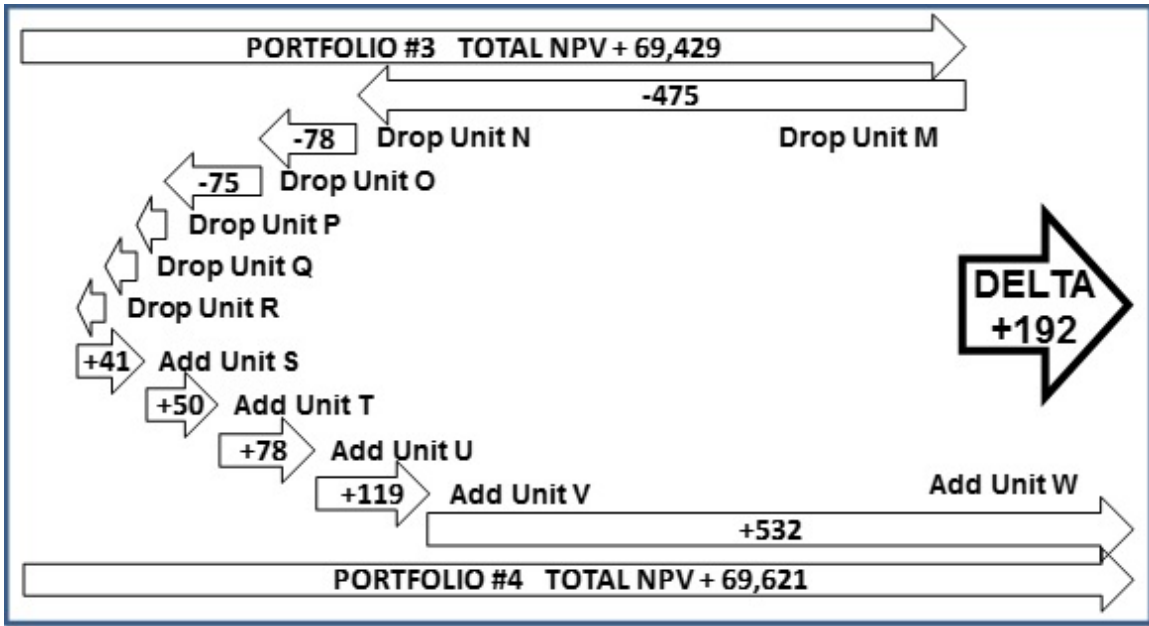 PORTFOLIO #3 TOTAL NPV + 69,429
-475
-78 Drop Unit N Drop Unit M
-75 Drop Unit O
Drop Unit P
Drop Unit Q
Drop Unit R
DELTA
+192
+41 Add Unit S
+50 Add Unit T
+78 Add Unit U
+119 Add Unit V Add Unit W
+532
PORTFOLIO #4 TOTAL NPV + 69,621